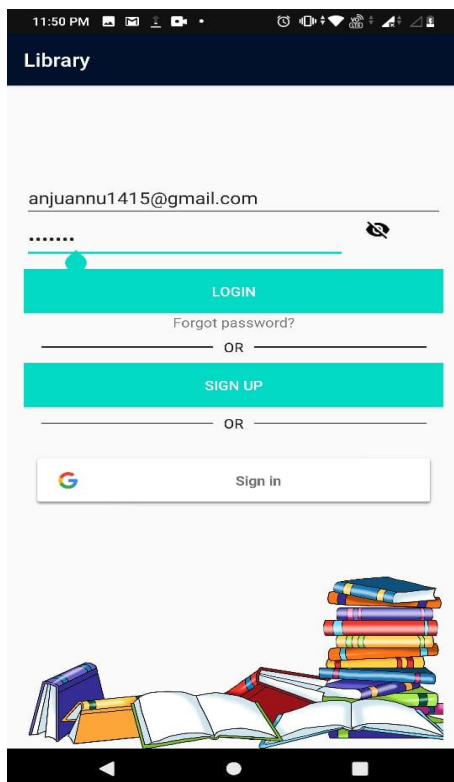 11:50 PM
Library
anjuannu1415@gmail.com
•••••••
LOGIN
Forgot password?
OR
SIGN UP
OR
Sign in